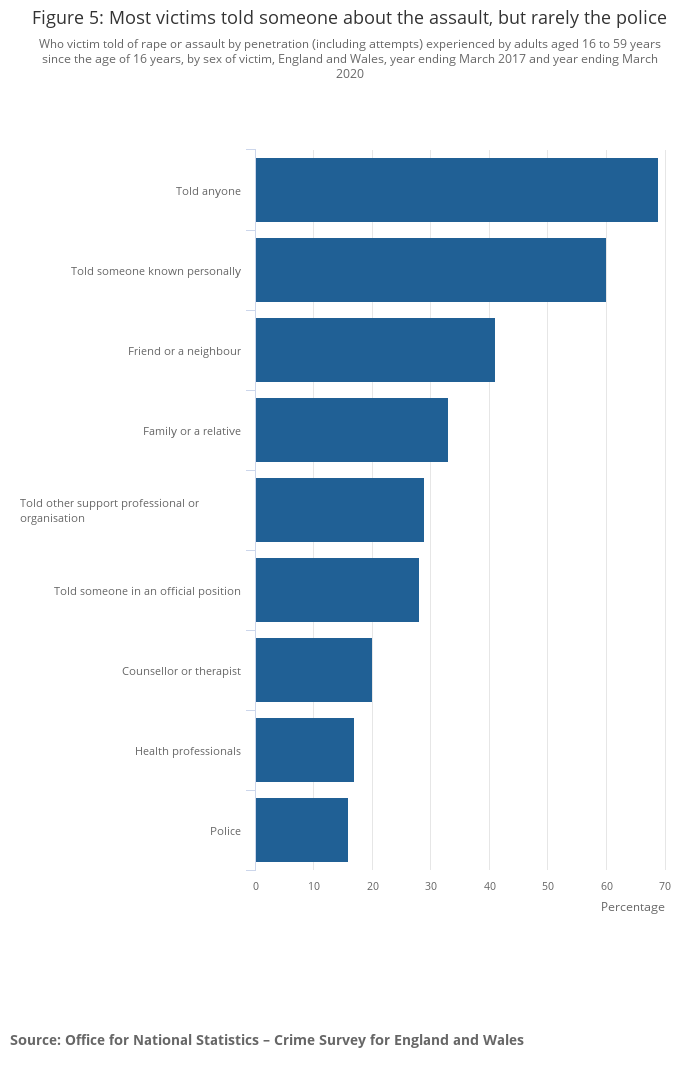 Figure 5: Most victims told someone about the assault, but rarely the police
Who victim told of rape or assault by penetration (including attempts) experienced by adults aged 16 to 59 years
since the age of 16 years, by sex of victim, England and Wales, year ending March 2017 and year ending March
2020
Told anyone
Told someone known personally
Friend or a neighbour
Family or a relative
Told other support professional or
organisation
Told someone in an official position
Counsellor or therapist
Health professionals
Police
0 10 20 30 40 50 60 70
Percentage
Source: Office for National Statistics – Crime Survey for England and Wales